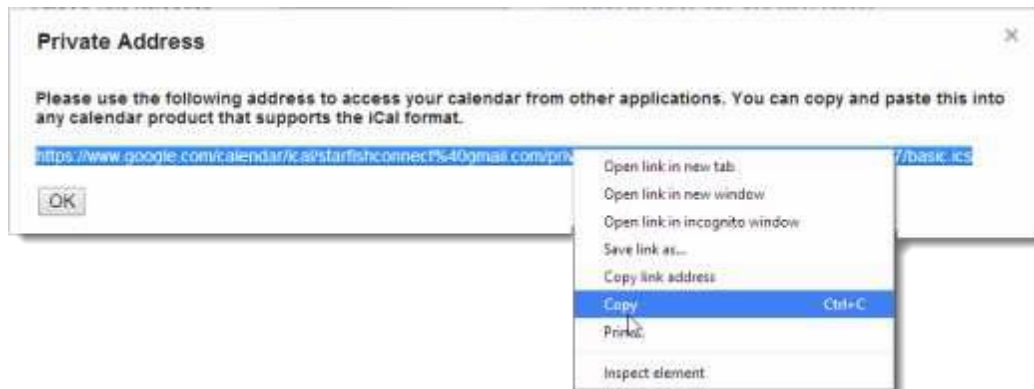 Private Address
Please use the following address to access your calendar from other applications. You can copy and paste this into
any calendar product that supports the iCal format.
https://www.google.com/calendar/ical/starfishconnect%40gmail.com/priv 7/basic.ics
OK
Open link in new tab
Open link in new window
Open link in incognito window
Save link as...
Copy link address
Copy Ctrl+C
Print...
Inspect element